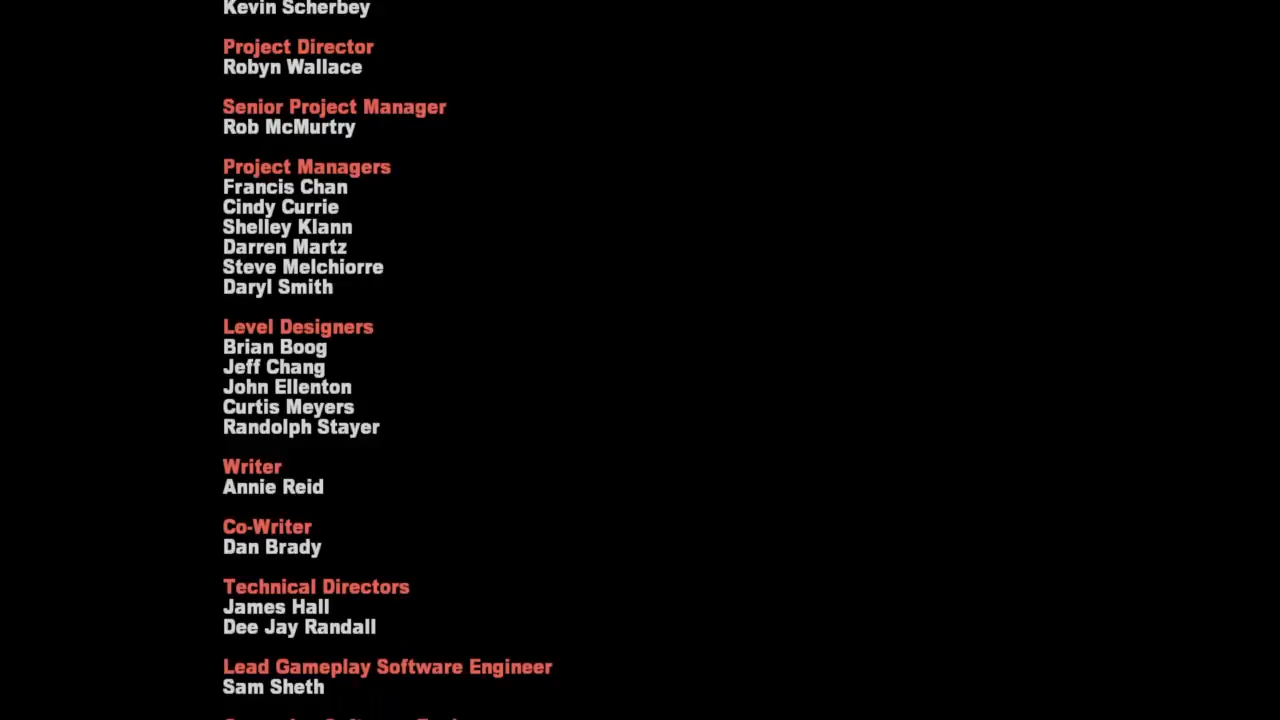 Kevin Scherbey
Project Director
Robyn Wallace
Senior Project Manager
Rob McMurtry
Project Managers
Francis Chan
Cindy Currie
Shelley Klann
Darren Martz
Steve Melchiorre
Daryl Smith
Level Designers
Brian Boog
Jeff Chang
John Ellenton
Curtis Meyers
Randolph Stayer
Writer
Annie Reid
Co-Writer
Dan Brady
Technical Directors
James Hall
Dee Jay Randall
Lead Gameplay Software Engineer
Sam Sheth